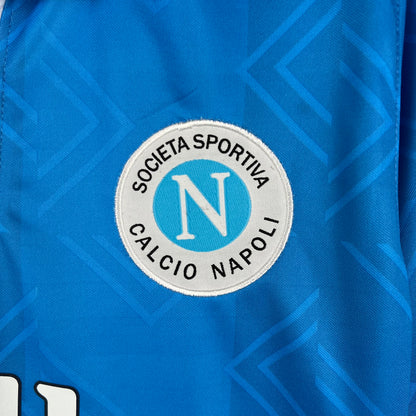 SOCIETA SPORTIVA
N
CALCIO NAPOLI